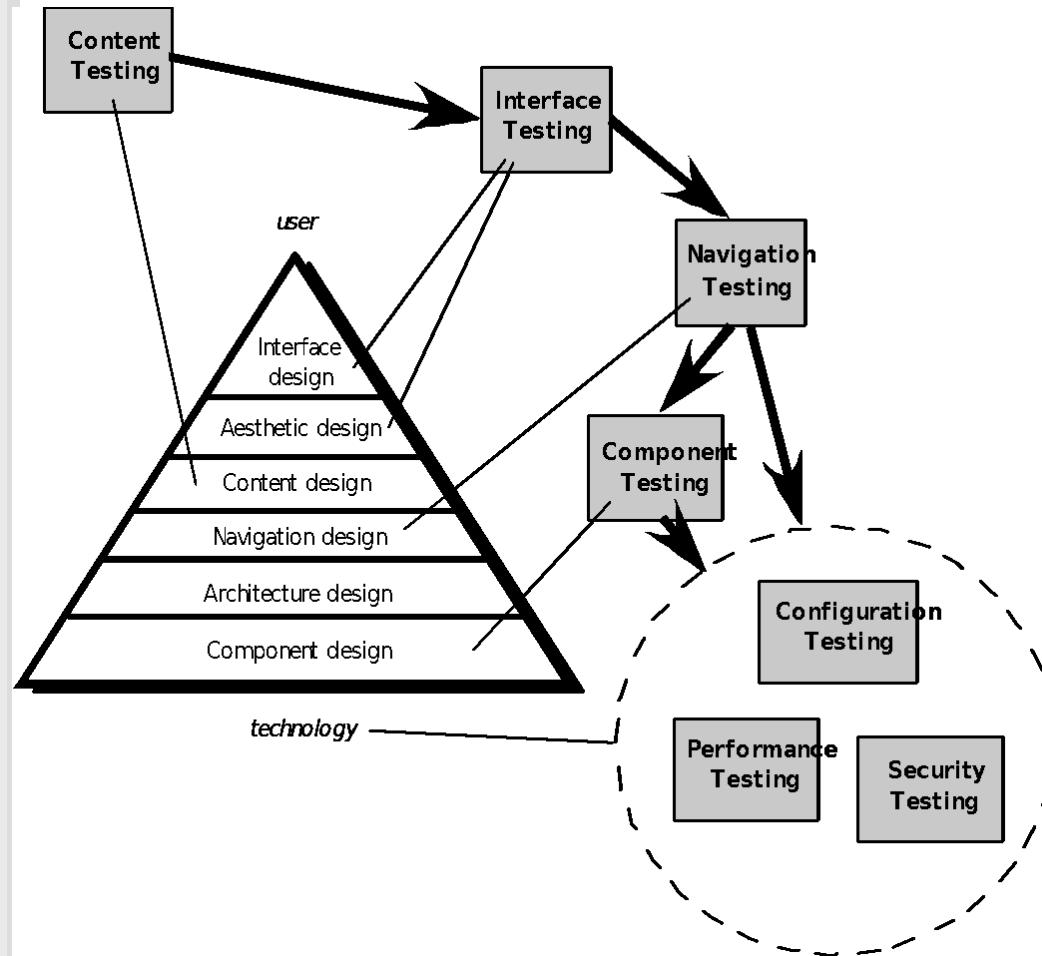 Content
Testing
Interface
Testing
user
Navigation
Testing
Interface
design
Aesthetic design
Component
Testing
Content design
Navigation design
Architecture design
Configuration
Testing
Component design
technology
Performance
Testing
Security
Testing